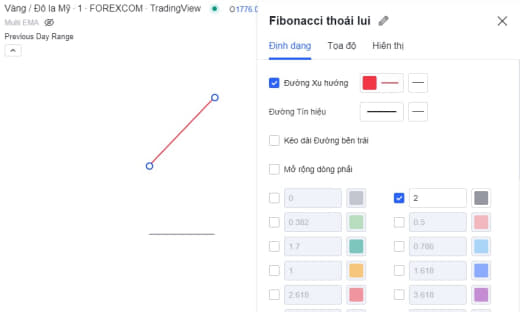 Vàng / Đô la Mỹ · 1 · FOREXCOM · TradingView
O1776.0
Multi EMA
Previous Day Range
Fibonacci thoái lui
Định dạng Tọa độ Hiển thị
Đường Xu hướng
Đường Tín hiệu
Kéo dài Đường bên trái
Mở rộng dòng phải
0 2
0.382 0.5
1.7 0.786
1 1.618
2.618 3.618